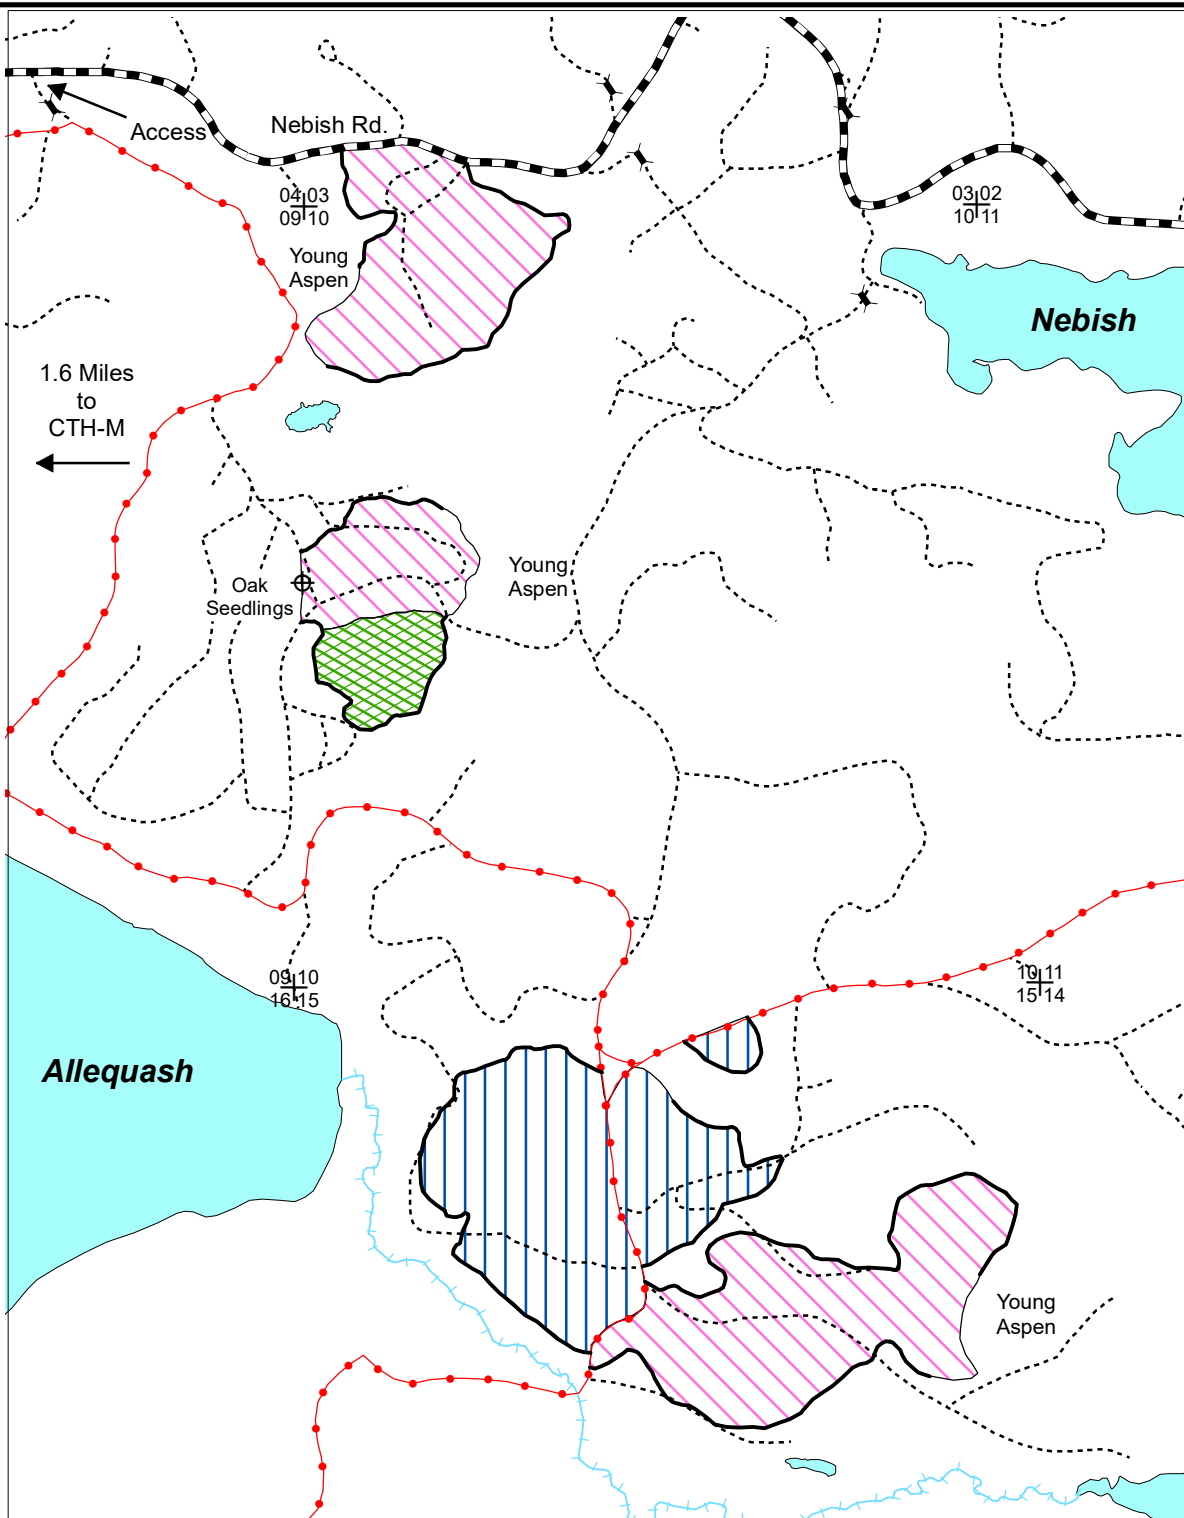 Access
Nebish Rd.
04 03
09 10
03 02
10 11
Young
Aspen
Nebish
1.6 Miles
to
CTH-M
Young
Aspen
Oak
Seedlings
09 10
16 15
10 11
15 14
Allequash
Young
Aspen